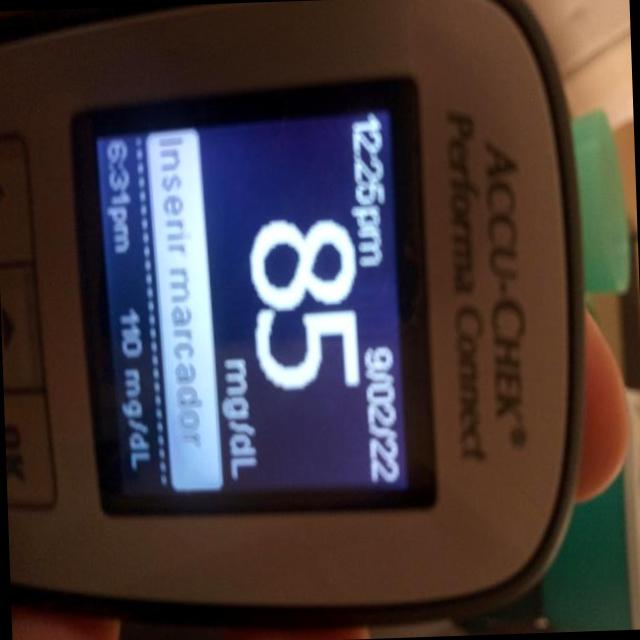 ACCU-CHEK®
Performa Connect
12:25pm 9/02/22
85
mg/dL
Inserir marcador
6:31pm 110 mg/dL
OK